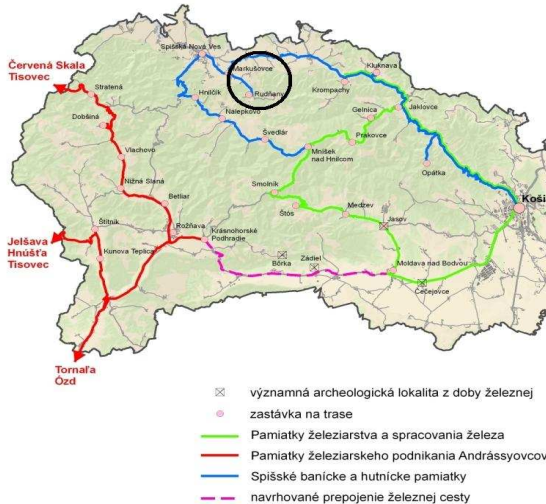 Červená Skala
Tisovec
Spišská Nová Ves
Markušovce
Rudňany
Kluknava
Krompachy
Stratená
Hnilčík
Nalepkovo
Gelnica
Jaklovce
Dobšiná
Švedlár
Prakovce
Mníšek
nad Hnilcom
Opátka
Vlachovo
Nižná Slaná
Smolník
Betliar
Štós
Medzev
Koši
Štítnik
Rožňava
Krásnohorské
Podhradie
Jasov
Jelšava
Hnúšťa
Tisovec
Kunova Teplica
Bôrka
Zádiel
Moldava nad Bodvou
Čečejovce
Tornaľa
Ózd
významná archeologická lokalita z doby železnej
zastávka na trase
Pamiatky železiarstva a spracovania železa
Pamiatky železiarskeho podnikania Andrássyovcov
Spišské banícke a hutnícke pamiatky
navrhované prepojenie železnej cesty